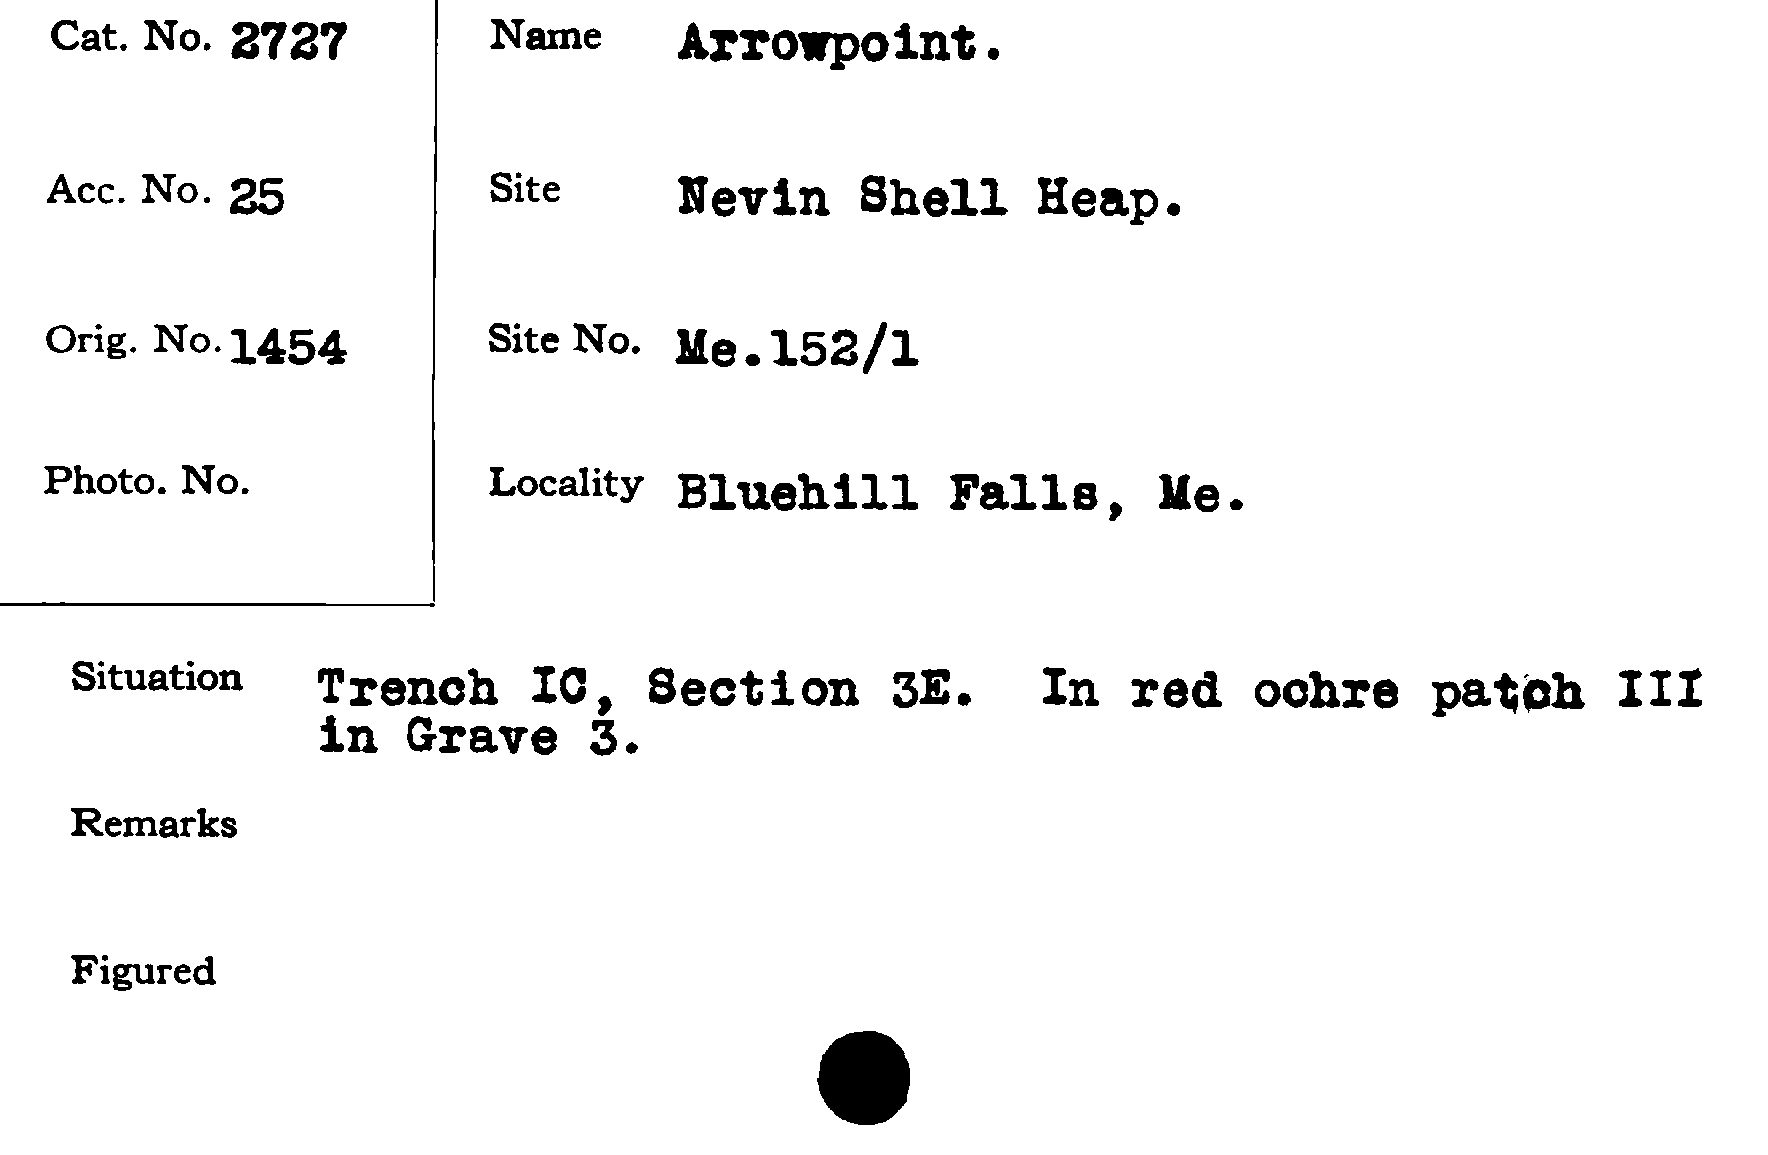 Cat. No. 2727
Name Arrowpoint.
Acc. No. 25
Site Nevin Shell Heap.
Orig. No. 1454
Site No. Me.152/1
Photo. No.
Locality Bluehill Falls, Me.
Situation Trench IC, Section 3E. In red ochre patch III
in Grave 3.
Remarks
Figured